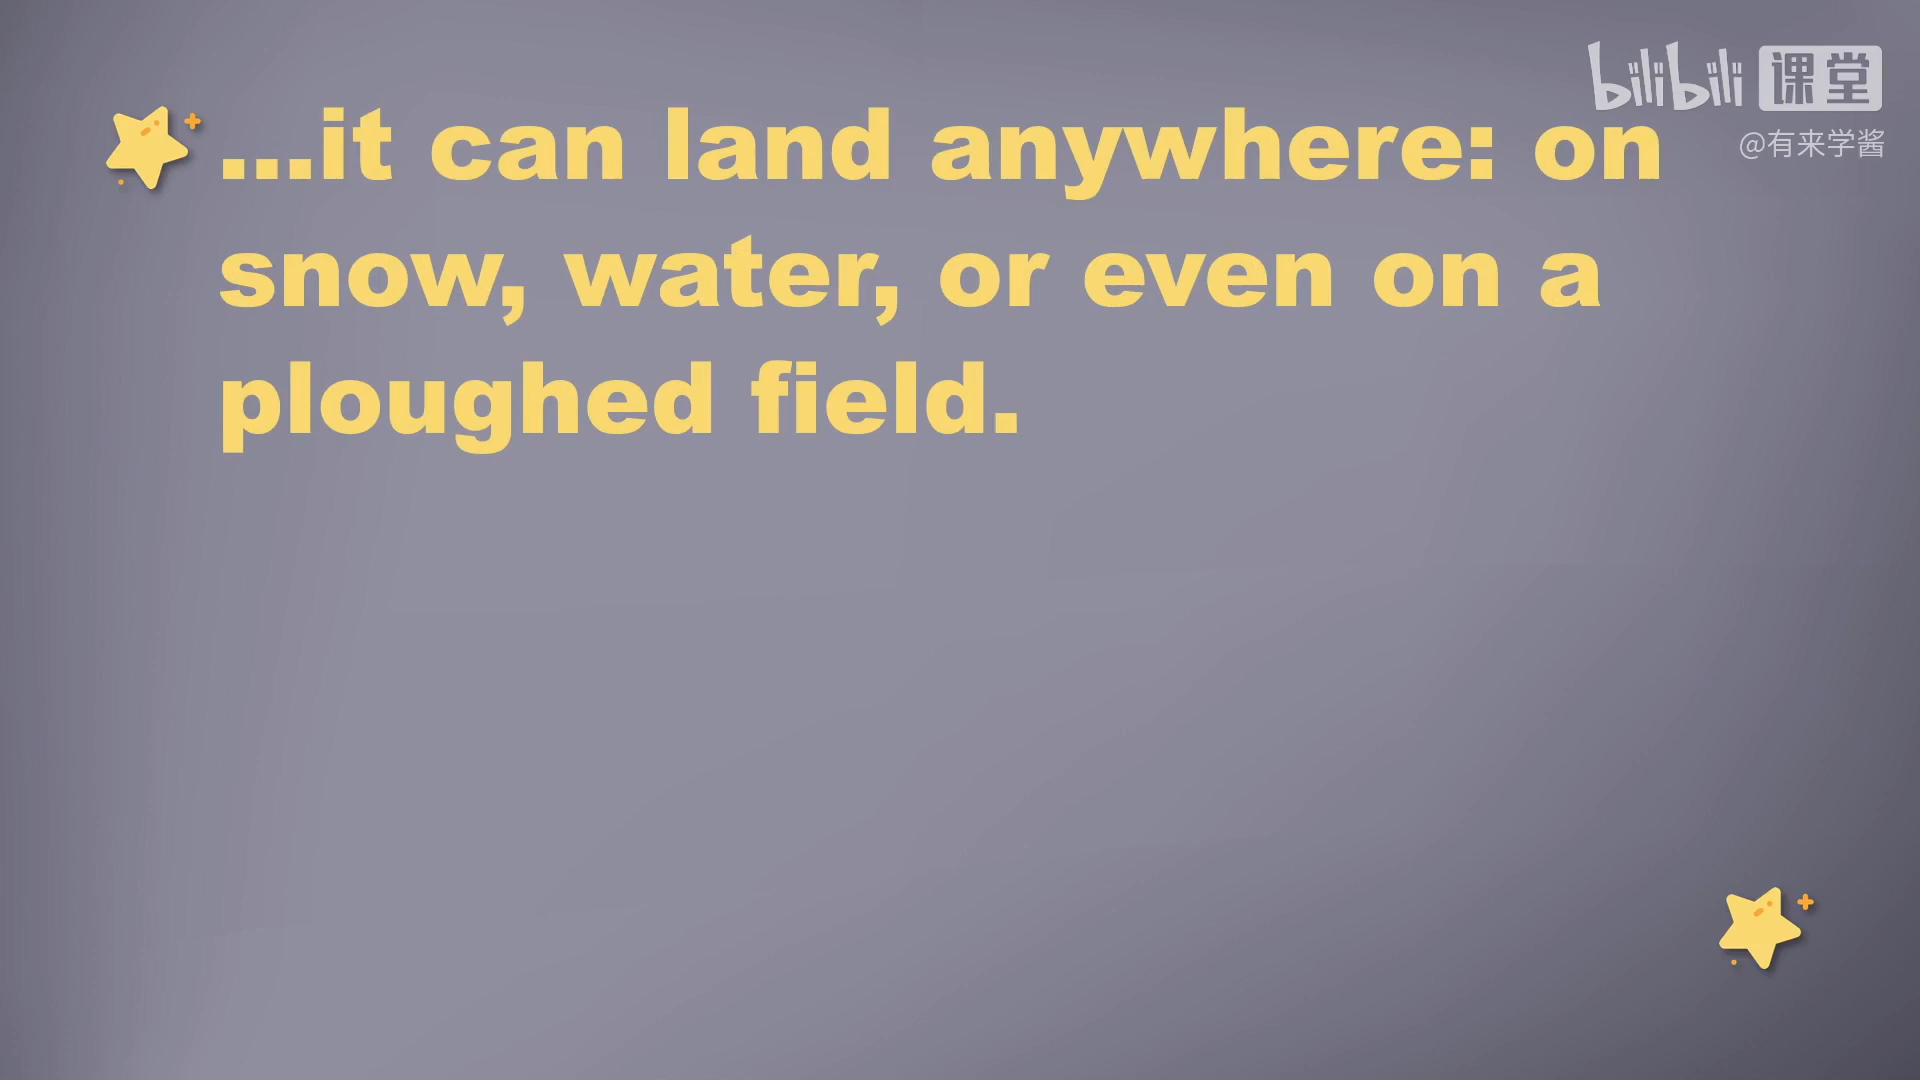 bilibili 课堂
@有来学酱
...it can land anywhere: on
snow, water, or even on a
ploughed field.